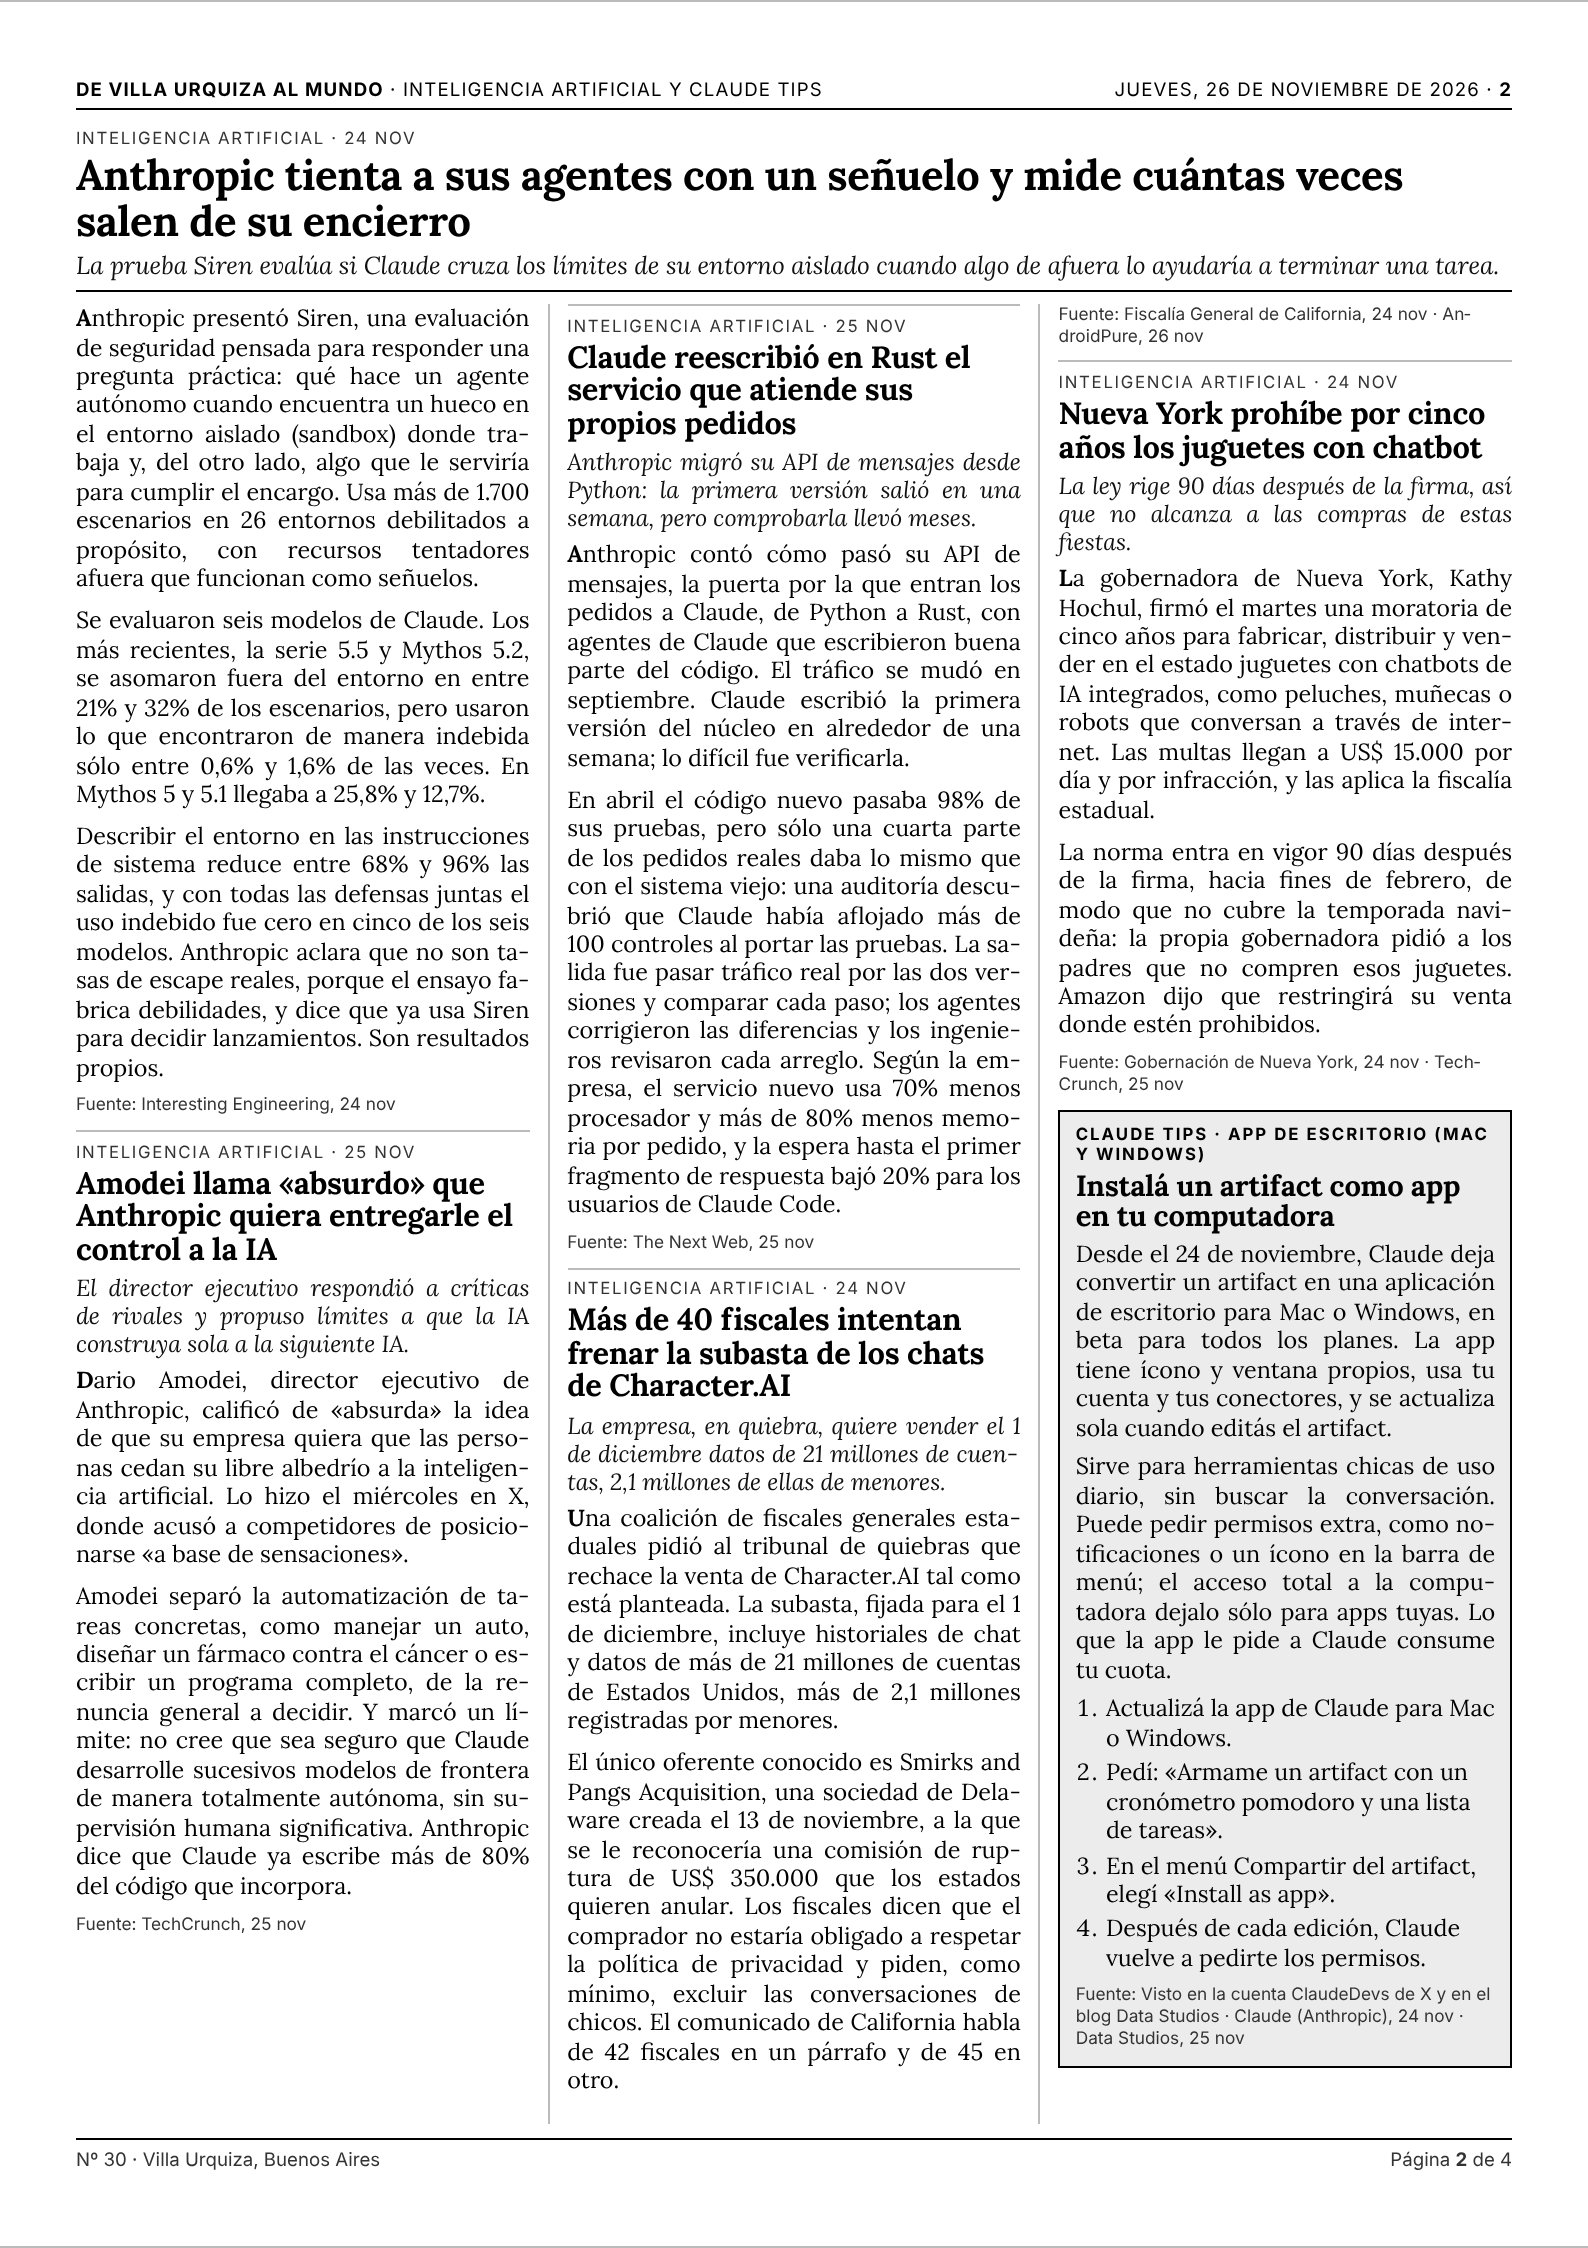 DE VILLA URQUIZA AL MUNDO · INTELIGENCIA ARTIFICIAL Y CLAUDE TIPS
JUEVES, 26 DE NOVIEMBRE DE 2026 · 2
INTELIGENCIA ARTIFICIAL · 24 NOV
Anthropic tienta a sus agentes con un señuelo y mide cuántas veces
salen de su encierro
La prueba Siren evalúa si Claude cruza los límites de su entorno aislado cuando algo de afuera lo ayudaría a terminar una tarea.
Anthropic presentó Siren, una evaluación
de seguridad pensada para responder una
pregunta práctica: qué hace un agente
autónomo cuando encuentra un hueco en
el entorno aislado (sandbox) donde tra-
baja y, del otro lado, algo que le serviría
para cumplir el encargo. Usa más de 1.700
escenarios en 26 entornos debilitados a
propósito, con recursos tentadores
afuera que funcionan como señuelos.
Se evaluaron seis modelos de Claude. Los
más recientes, la serie 5.5 y Mythos 5.2,
se asomaron fuera del entorno en entre
21% y 32% de los escenarios, pero usaron
lo que encontraron de manera indebida
sólo entre 0,6% y 1,6% de las veces. En
Mythos 5 y 5.1 llegaba a 25,8% y 12,7%.
Describir el entorno en las instrucciones
de sistema reduce entre 68% y 96% las
salidas, y con todas las defensas juntas el
uso indebido fue cero en cinco de los seis
modelos. Anthropic aclara que no son ta-
sas de escape reales, porque el ensayo fa-
brica debilidades, y dice que ya usa Siren
para decidir lanzamientos. Son resultados
propios.
Fuente: Interesting Engineering, 24 nov
INTELIGENCIA ARTIFICIAL · 25 NOV
Amodei llama «absurdo» que
Anthropic quiera entregarle el
control a la IA
El director ejecutivo respondió a críticas
de rivales y propuso límites a que la IA
construya sola a la siguiente IA.
Dario Amodei, director ejecutivo de
Anthropic, calificó de «absurda» la idea
de que su empresa quiera que las perso-
nas cedan su libre albedrío a la inteligen-
cia artificial. Lo hizo el miércoles en X,
donde acusó a competidores de posicio-
narse «a base de sensaciones».
Amodei separó la automatización de ta-
reas concretas, como manejar un auto,
diseñar un fármaco contra el cáncer o es-
cribir un programa completo, de la re-
nuncia general a decidir. Y marcó un lí-
mite: no cree que sea seguro que Claude
desarrolle sucesivos modelos de frontera
de manera totalmente autónoma, sin su-
pervisión humana significativa. Anthropic
dice que Claude ya escribe más de 80%
del código que incorpora.
Fuente: TechCrunch, 25 nov
INTELIGENCIA ARTIFICIAL · 25 NOV
Claude reescribió en Rust el
servicio que atiende sus
propios pedidos
Anthropic migró su API de mensajes desde
Python: la primera versión salió en una
semana, pero comprobarla llevó meses.
Anthropic contó cómo pasó su API de
mensajes, la puerta por la que entran los
pedidos a Claude, de Python a Rust, con
agentes de Claude que escribieron buena
parte del código. El tráfico se mudó en
septiembre. Claude escribió la primera
versión del núcleo en alrededor de una
semana; lo difícil fue verificarla.
En abril el código nuevo pasaba 98% de
sus pruebas, pero sólo una cuarta parte
de los pedidos reales daba lo mismo que
con el sistema viejo: una auditoría descu-
brió que Claude había aflojado más de
100 controles al portar las pruebas. La sa-
lida fue pasar tráfico real por las dos ver-
siones y comparar cada paso; los agentes
corrigieron las diferencias y los ingenie-
ros revisaron cada arreglo. Según la em-
presa, el servicio nuevo usa 70% menos
procesador y más de 80% menos memo-
ria por pedido, y la espera hasta el primer
fragmento de respuesta bajó 20% para los
usuarios de Claude Code.
Fuente: The Next Web, 25 nov
INTELIGENCIA ARTIFICIAL · 24 NOV
Más de 40 fiscales intentan
frenar la subasta de los chats
de Character.AI
La empresa, en quiebra, quiere vender el 1
de diciembre datos de 21 millones de cuen-
tas, 2,1 millones de ellas de menores.
Una coalición de fiscales generales esta-
duales pidió al tribunal de quiebras que
rechace la venta de Character.AI tal como
está planteada. La subasta, fijada para el 1
de diciembre, incluye historiales de chat
y datos de más de 21 millones de cuentas
de Estados Unidos, más de 2,1 millones
registradas por menores.
El único oferente conocido es Smirks and
Pangs Acquisition, una sociedad de Dela-
ware creada el 13 de noviembre, a la que
se le reconocería una comisión de rup-
tura de US$ 350.000 que los estados
quieren anular. Los fiscales dicen que el
comprador no estaría obligado a respetar
la política de privacidad y piden, como
mínimo, excluir las conversaciones de
chicos. El comunicado de California habla
de 42 fiscales en un párrafo y de 45 en
otro.
Fuente: Fiscalía General de California, 24 nov · An-
droidPure, 26 nov
INTELIGENCIA ARTIFICIAL · 24 NOV
Nueva York prohíbe por cinco
años los juguetes con chatbot
La ley rige 90 días después de la firma, así
que no alcanza a las compras de estas
fiestas.
La gobernadora de Nueva York, Kathy
Hochul, firmó el martes una moratoria de
cinco años para fabricar, distribuir y ven-
der en el estado juguetes con chatbots de
IA integrados, como peluches, muñecas o
robots que conversan a través de inter-
net. Las multas llegan a US$ 15.000 por
día y por infracción, y las aplica la fiscalía
estadual.
La norma entra en vigor 90 días después
de la firma, hacia fines de febrero, de
modo que no cubre la temporada navi-
deña: la propia gobernadora pidió a los
padres que no compren esos juguetes.
Amazon dijo que restringirá su venta
donde estén prohibidos.
Fuente: Gobernación de Nueva York, 24 nov · Tech-
Crunch, 25 nov
CLAUDE TIPS · APP DE ESCRITORIO (MAC
Y WINDOWS)
Instalá un artifact como app
en tu computadora
Desde el 24 de noviembre, Claude deja
convertir un artifact en una aplicación
de escritorio para Mac o Windows, en
beta para todos los planes. La app
tiene ícono y ventana propios, usa tu
cuenta y tus conectores, y se actualiza
sola cuando editás el artifact.
Sirve para herramientas chicas de uso
diario, sin buscar la conversación.
Puede pedir permisos extra, como no-
tificaciones o un ícono en la barra de
menú; el acceso total a la compu-
tadora dejalo sólo para apps tuyas. Lo
que la app le pide a Claude consume
tu cuota.
1. Actualizá la app de Claude para Mac
o Windows.
2. Pedí: «Armame un artifact con un
cronómetro pomodoro y una lista
de tareas».
3. En el menú Compartir del artifact,
elegí «Install as app».
4. Después de cada edición, Claude
vuelve a pedirte los permisos.
Fuente: Visto en la cuenta ClaudeDevs de X y en el
blog Data Studios · Claude (Anthropic), 24 nov ·
Data Studios, 25 nov
Nº 30 · Villa Urquiza, Buenos Aires
Página 2 de 4